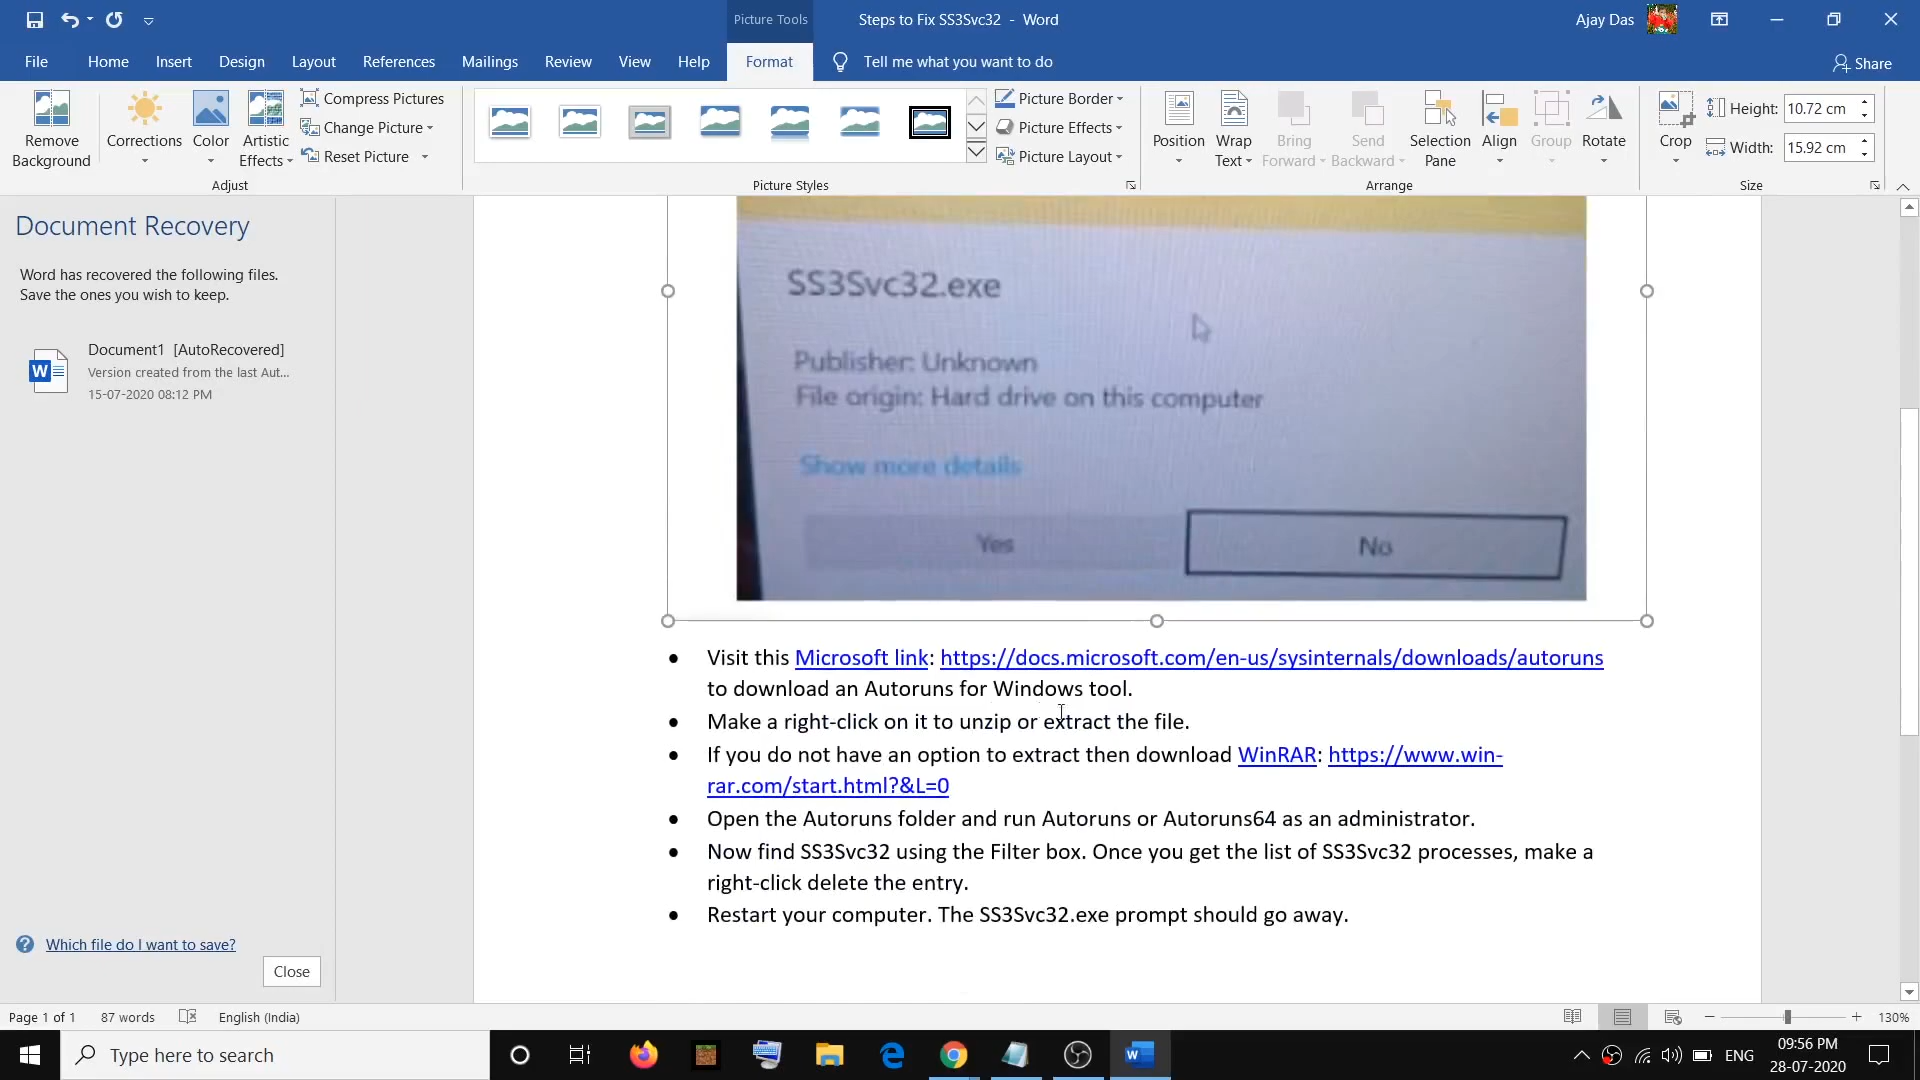 Picture Tools
Steps to Fix SS3Svc32 - Word
Ajay Das
File Home Insert Design Layout References Mailings Review View Help Format Tell me what you want to do Share
Remove Background
Corrections
Color
Artistic Effects
Compress Pictures
Change Picture
Reset Picture
Adjust
Picture Styles
Picture Border
Picture Effects
Picture Layout
Position
Wrap Text
Bring Forward
Send Backward
Selection Pane
Align
Group
Rotate
Arrange
Crop
Height: 10.72 cm
Width: 15.92 cm
Size
Document Recovery
Word has recovered the following files.
Save the ones you wish to keep.
Document1 [AutoRecovered]
Version created from the last Aut...
15-07-2020 08:12 PM
Which file do I want to save?
Close
SS3Svc32.exe
Publisher: Unknown
File origin: Hard drive on this computer
Show more details
Yes No
• Visit this Microsoft link: https://docs.microsoft.com/en-us/sysinternals/downloads/autoruns
to download an Autoruns for Windows tool.
• Make a right-click on it to unzip or extract the file.
• If you do not have an option to extract then download WinRAR: https://www.win-
rar.com/start.html?&L=0
• Open the Autoruns folder and run Autoruns or Autoruns64 as an administrator.
• Now find SS3Svc32 using the Filter box. Once you get the list of SS3Svc32 processes, make a
right-click delete the entry.
• Restart your computer. The SS3Svc32.exe prompt should go away.
Page 1 of 1 87 words English (India) 130%
Type here to search
ENG
09:56 PM
28-07-2020